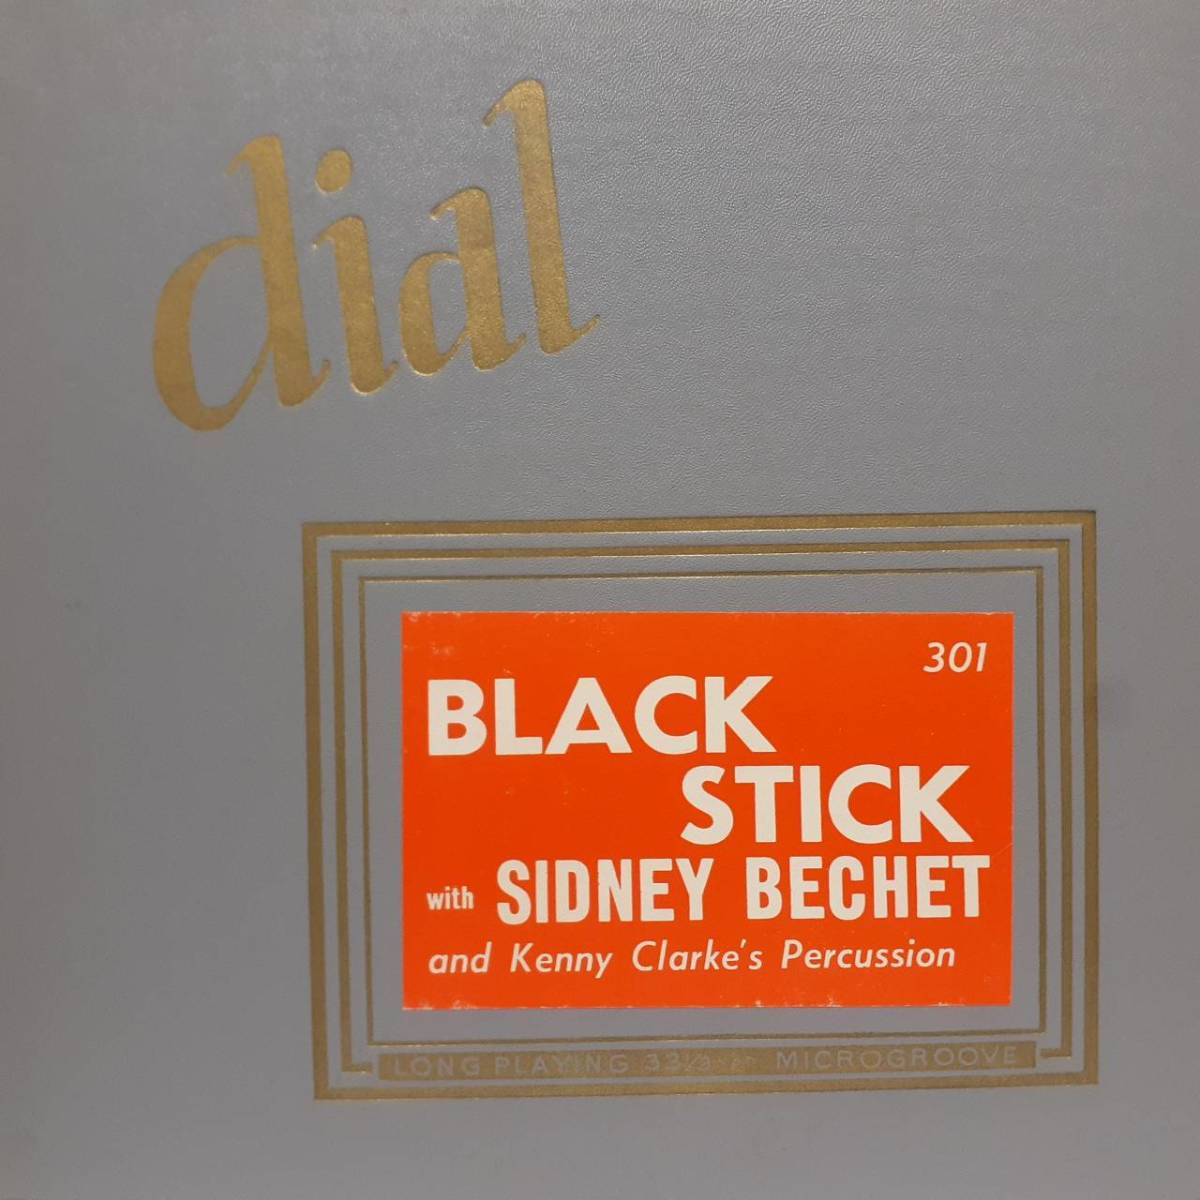 dial
301
BLACK
STICK
with SIDNEY BECHET
and Kenny Clarke's Percussion
LONG PLAYING 33⅓ MICROGROOVE